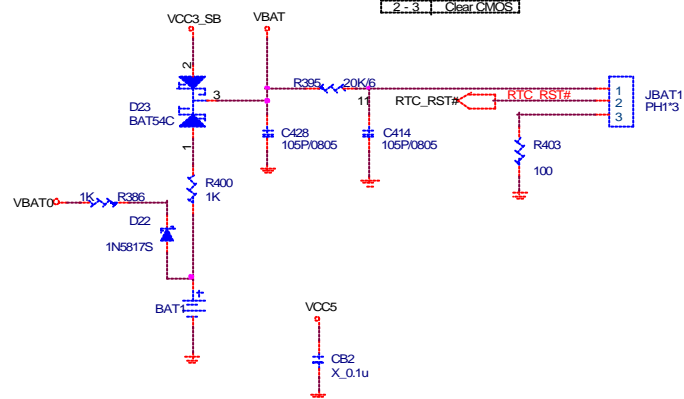 2 - 3 Clear CMOS
VCC3_SB
VBAT
2
3
D23
BAT54C
1
R395
20K/6
11
RTC_RST#
RTC_RST#
1
2
3
JBAT1
PH1*3
C428
105P/0805
C414
105P/0805
R403
100
R400
1K
VBAT0
1K
R386
D22
1N5817S
+
BAT1
VCC5
CB2
X_0.1u